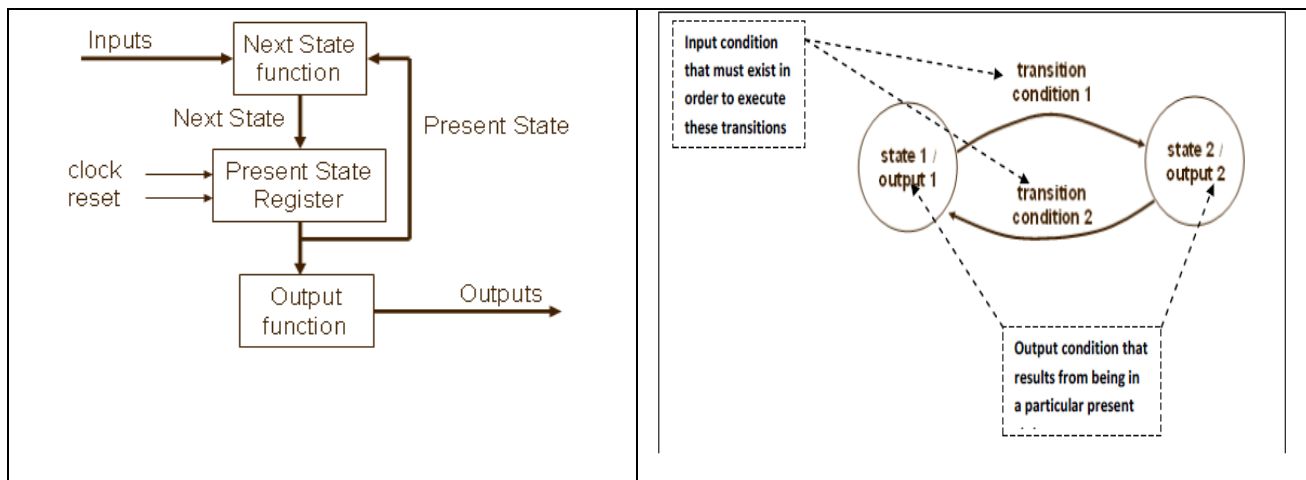 Inputs
Next State
function
Next State
Present State
clock
reset
Present State
Register
Output
function
Outputs
Input condition
that must exist in
order to execute
these transitions
transition
condition 1
state 1 /
output 1
state 2 /
output 2
transition
condition 2
Output condition that
results from being in
a particular present